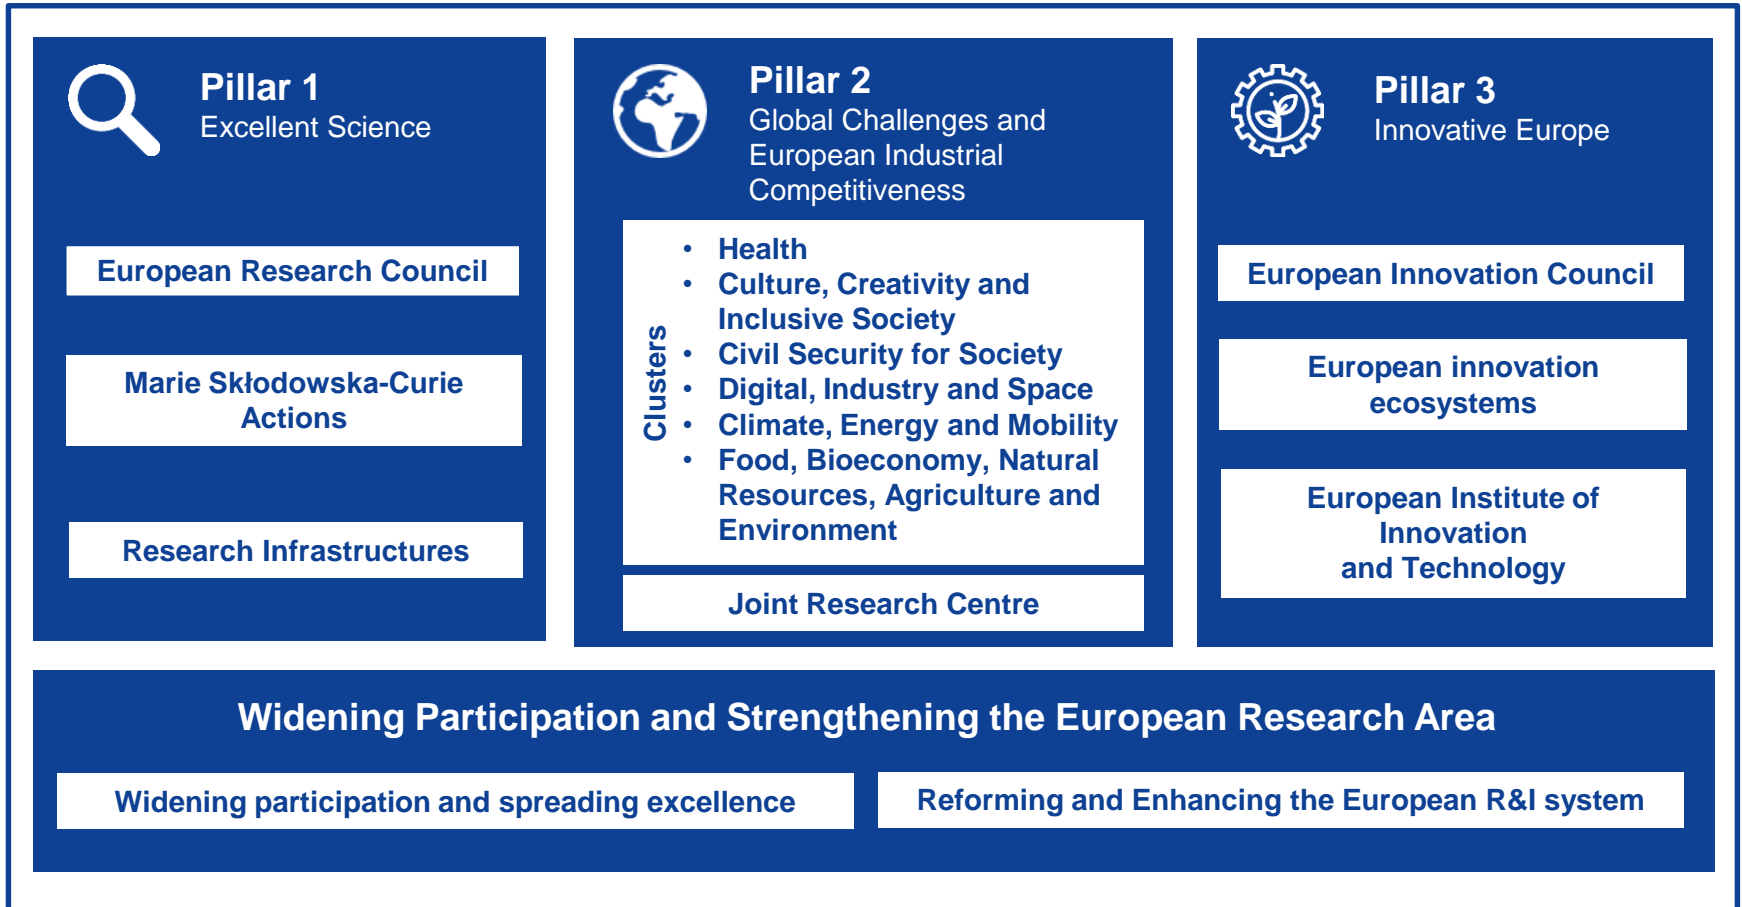 Pillar 1
Excellent Science
European Research Council
Marie Skłodowska-Curie
Actions
Research Infrastructures
Pillar 2
Global Challenges and
European Industrial
Competitiveness
Clusters
• Health
• Culture, Creativity and
Inclusive Society
• Civil Security for Society
• Digital, Industry and Space
• Climate, Energy and Mobility
• Food, Bioeconomy, Natural
Resources, Agriculture and
Environment
Joint Research Centre
Pillar 3
Innovative Europe
European Innovation Council
European innovation
ecosystems
European Institute of
Innovation
and Technology
Widening Participation and Strengthening the European Research Area
Widening participation and spreading excellence
Reforming and Enhancing the European R&I system